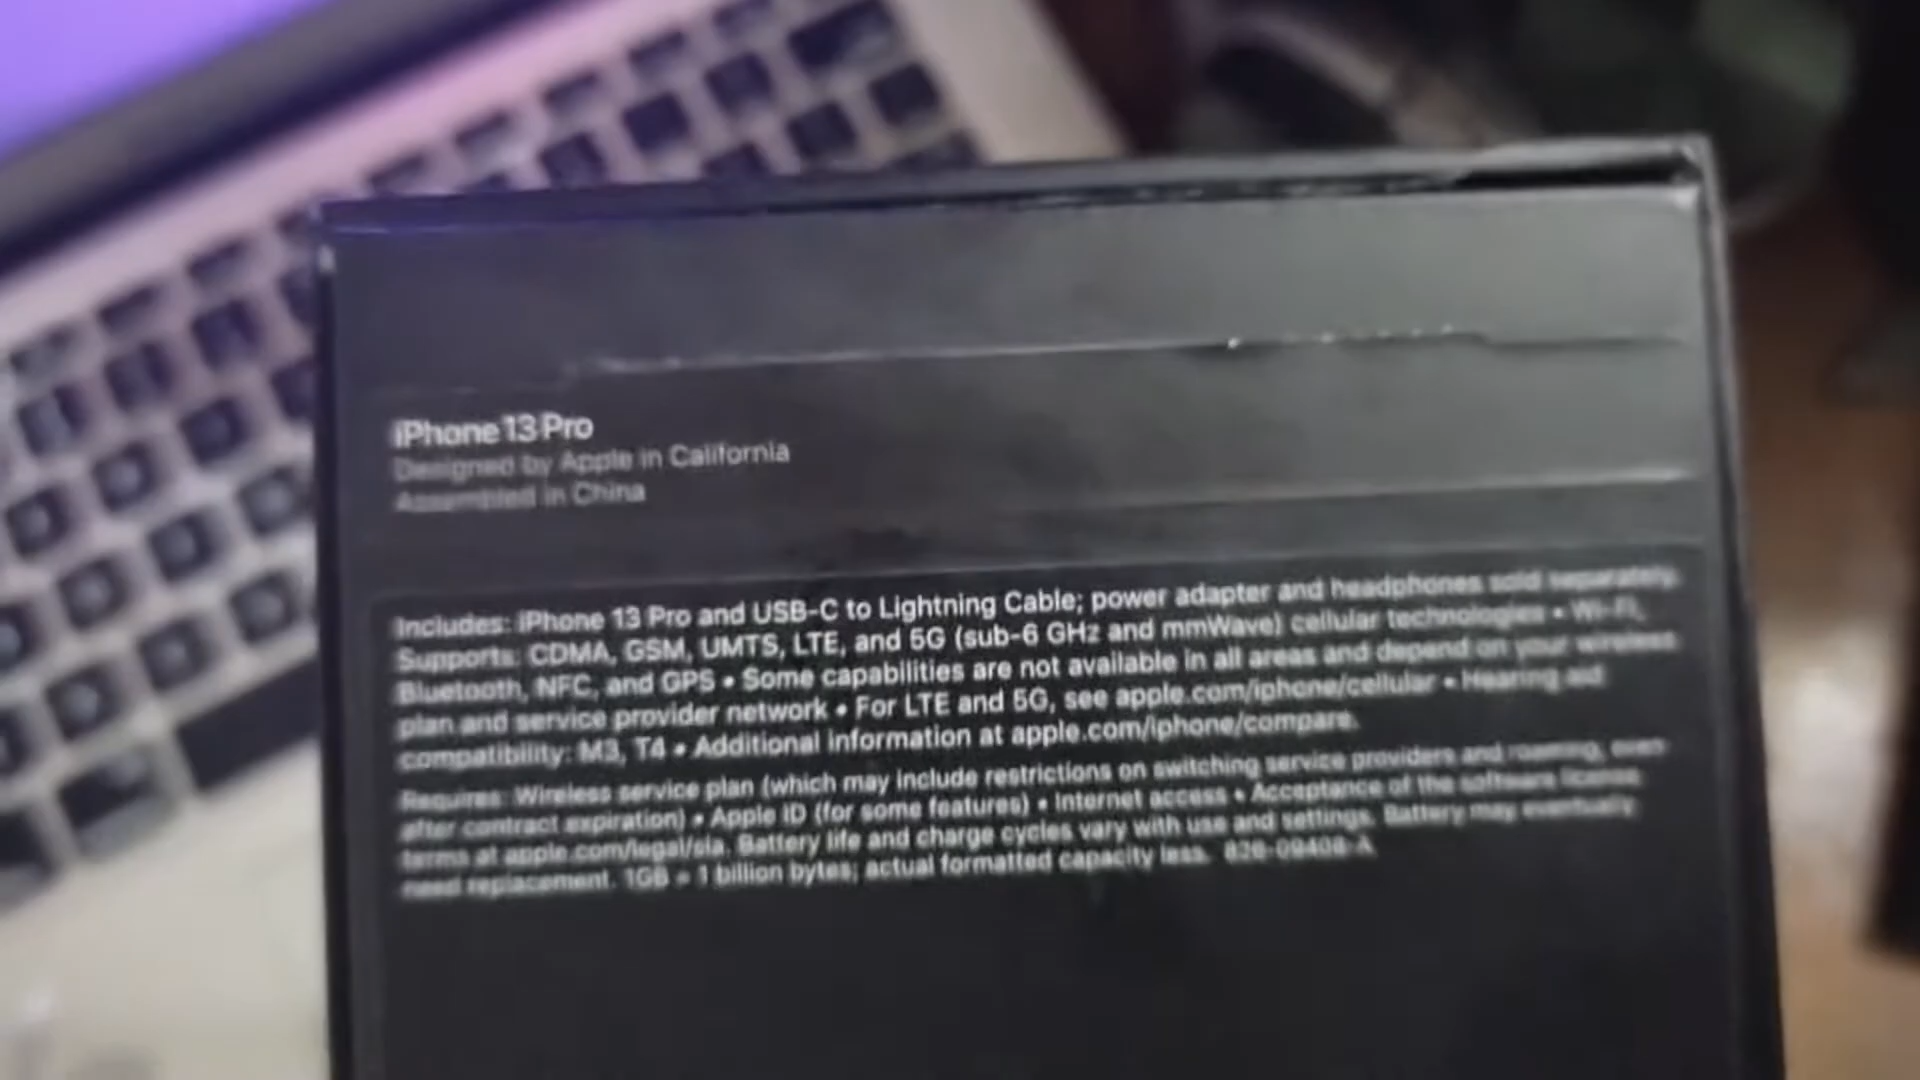 iPhone 13 Pro
Designed by Apple in California
Assembled in China
Includes: iPhone 13 Pro and USB-C to Lightning Cable; power adapter and headphones sold separately.
Supports: CDMA, GSM, UMTS, LTE, and 5G (sub-6 GHz and mmWave) cellular technologies • Wi-Fi,
Bluetooth, NFC, and GPS • Some capabilities are not available in all areas and depend on your wireless
plan and service provider network • For LTE and 5G, see apple.com/iphone/cellular • Hearing aid
compatibility: M3, T4 • Additional information at apple.com/iphone/compare.
Requires: Wireless service plan (which may include restrictions on switching service providers and roaming, even
after contract expiration) • Apple ID (for some features) • Internet access • Acceptance of the software license
terms at apple.com/legal/sla. Battery life and charge cycles vary with use and settings. Battery may eventually
need replacement. 1GB = 1 billion bytes; actual formatted capacity less.